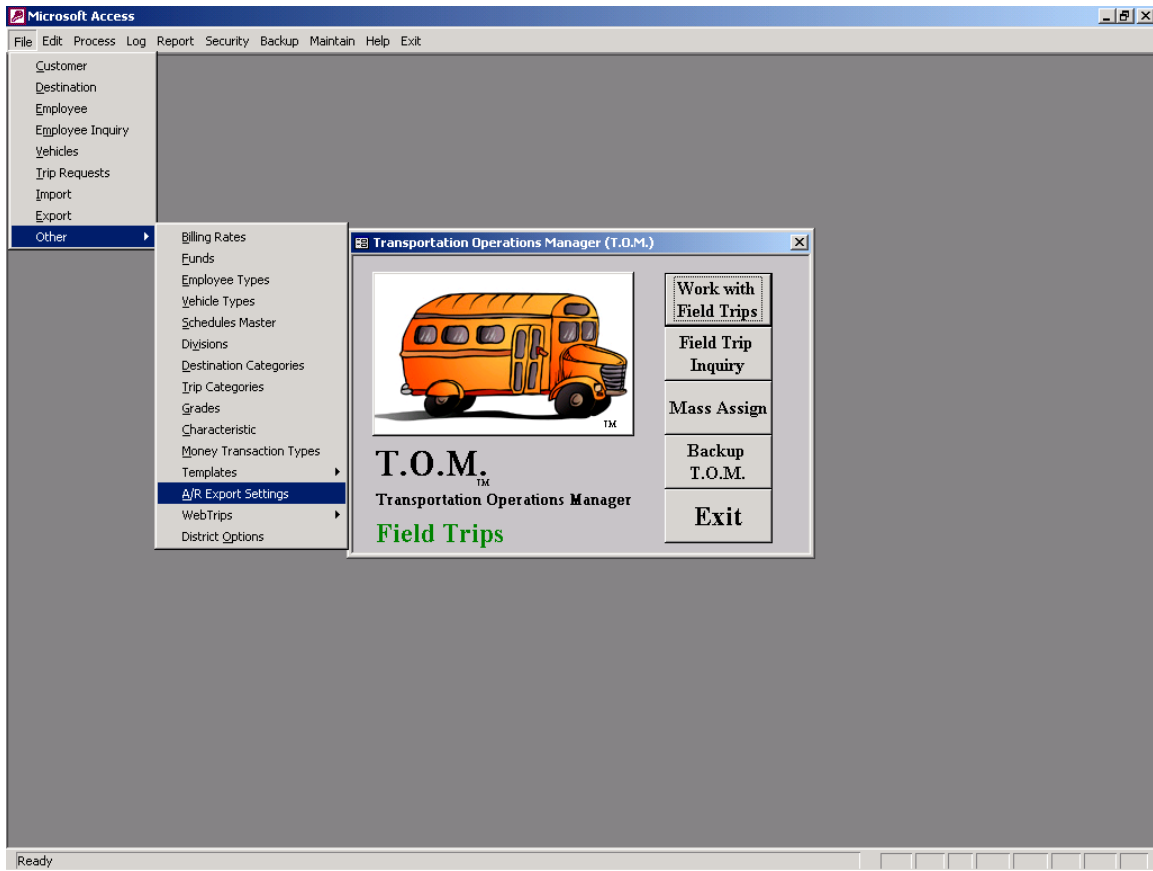 Microsoft Access
File Edit Process Log Report Security Backup Maintain Help Exit
Customer
Destination
Employee
Employee Inquiry
Vehicles
Trip Requests
Import
Export
Other
Billing Rates
Funds
Employee Types
Vehicle Types
Schedules Master
Divisions
Destination Categories
Trip Categories
Grades
Characteristic
Money Transaction Types
Templates
A/R Export Settings
WebTrips
District Options
Transportation Operations Manager (T.O.M.)
TM
T.O.M.
TM
Transportation Operations Manager
Field Trips
Work with
Field Trips
Field Trip
Inquiry
Mass Assign
Backup
T.O.M.
Exit
Ready